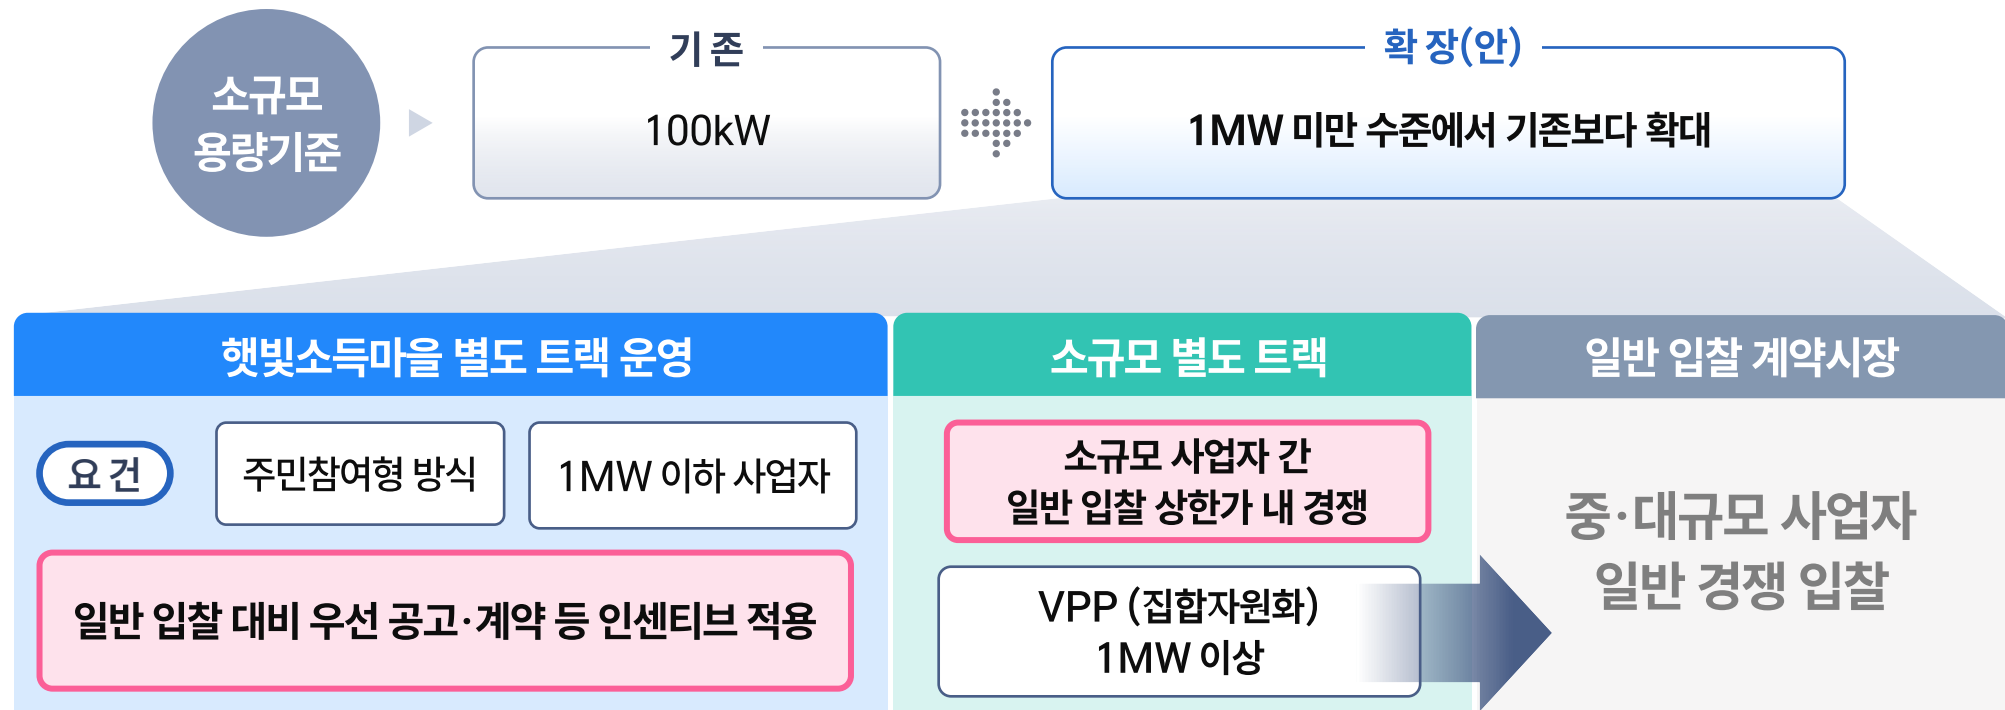 소규모
용량기준
기 존
100kW
확 장(안)
1MW 미만 수준에서 기존보다 확대
햇빛소득마을 별도 트랙 운영
요 건
주민참여형 방식
1MW 이하 사업자
일반 입찰 대비 우선 공고·계약 등 인센티브 적용
소규모 별도 트랙
소규모 사업자 간
일반 입찰 상한가 내 경쟁
VPP (집합자원화)
1MW 이상
일반 입찰 계약시장
중·대규모 사업자
일반 경쟁 입찰